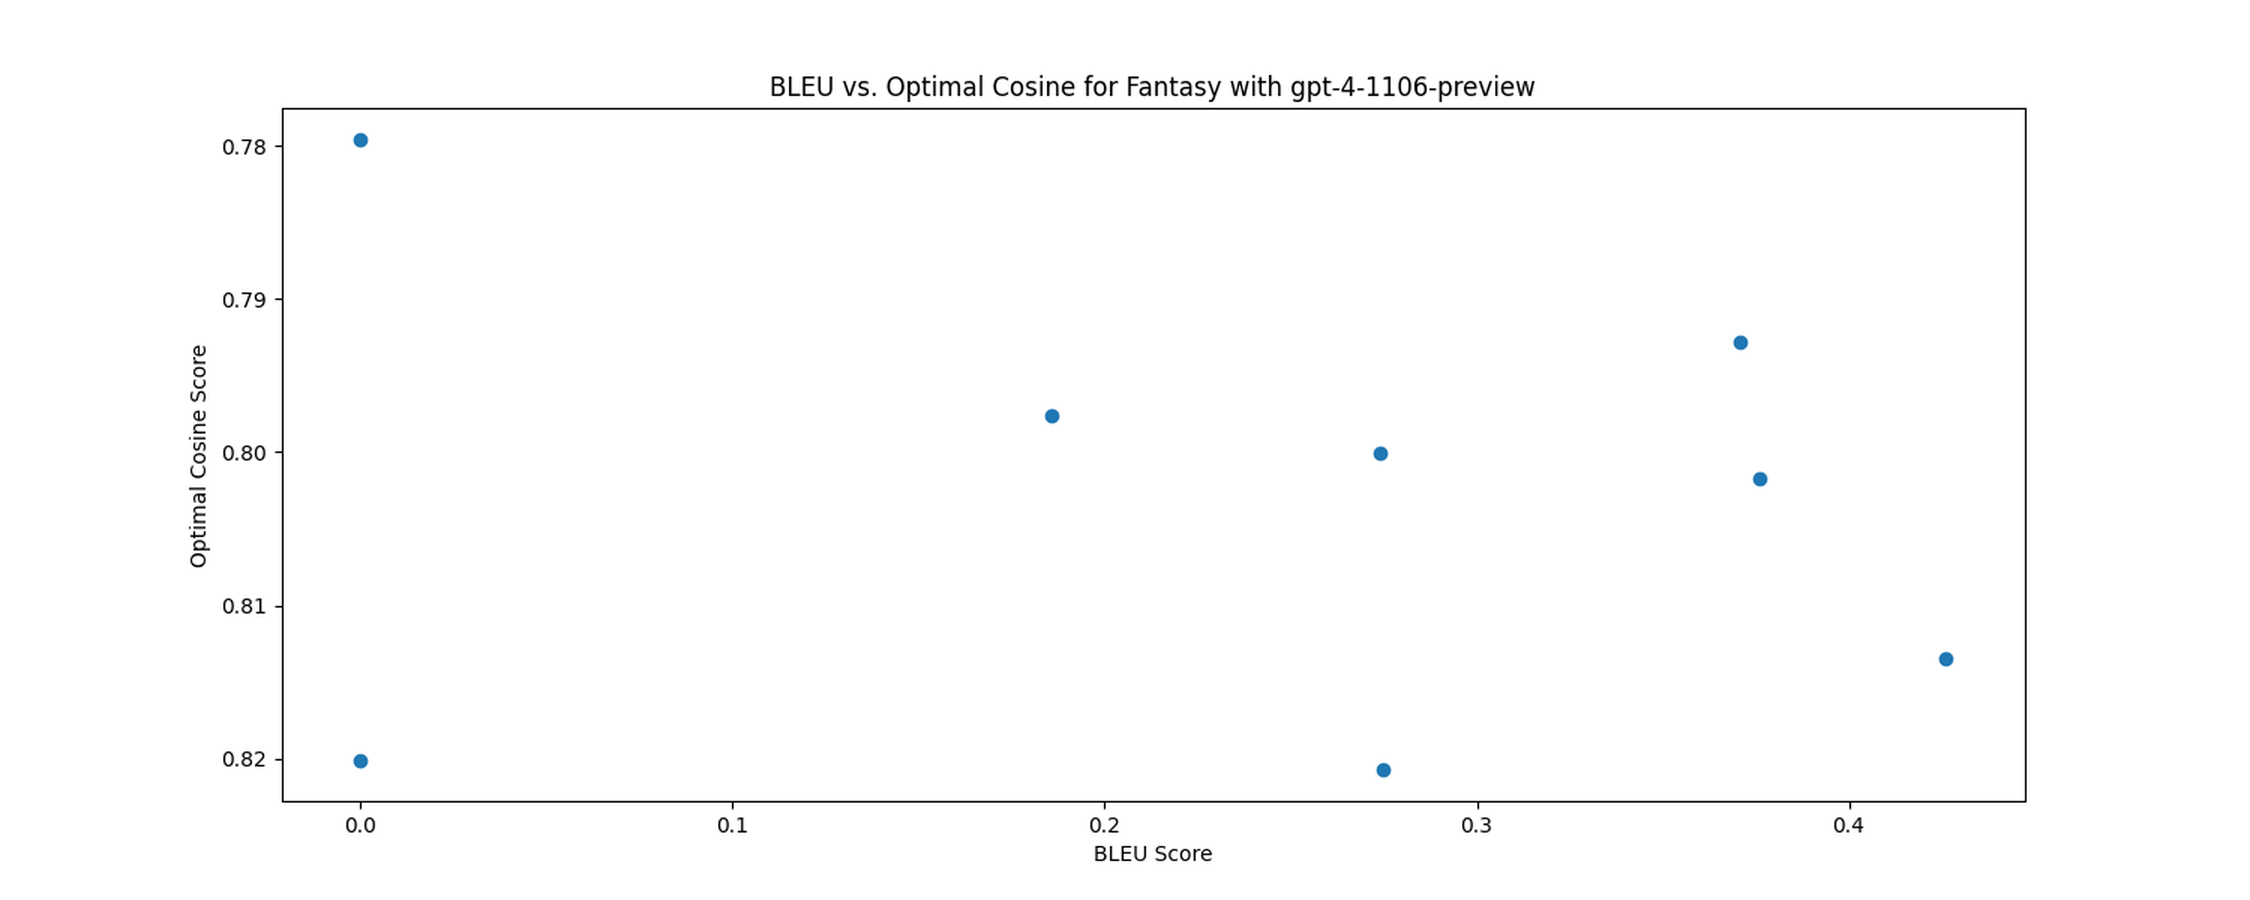 BLEU vs. Optimal Cosine for Fantasy with gpt-4-1106-preview
0.78
0.79
0.80
0.81
0.82
Optimal Cosine Score
0.0 0.1 0.2 0.3 0.4
BLEU Score